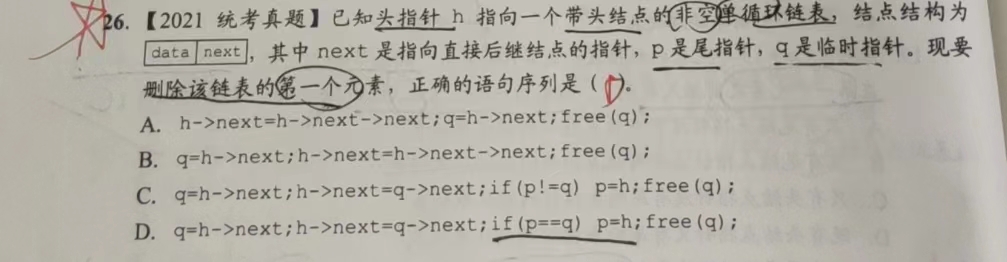 26.【2021 统考真题】已知头指针 h 指向一个带头结点的非空单循环链表，结点结构为
data next，其中 next 是指向直接后继结点的指针，p 是尾指针，q 是临时指针。现要
删除该链表的第一个元素，正确的语句序列是（D）。
A. h->next=h->next->next;q=h->next;free(q);
B. q=h->next;h->next=h->next->next;free(q);
C. q=h->next;h->next=q->next;if(p!=q) p=h;free(q);
D. q=h->next;h->next=q->next;if(p==q) p=h;free(q);